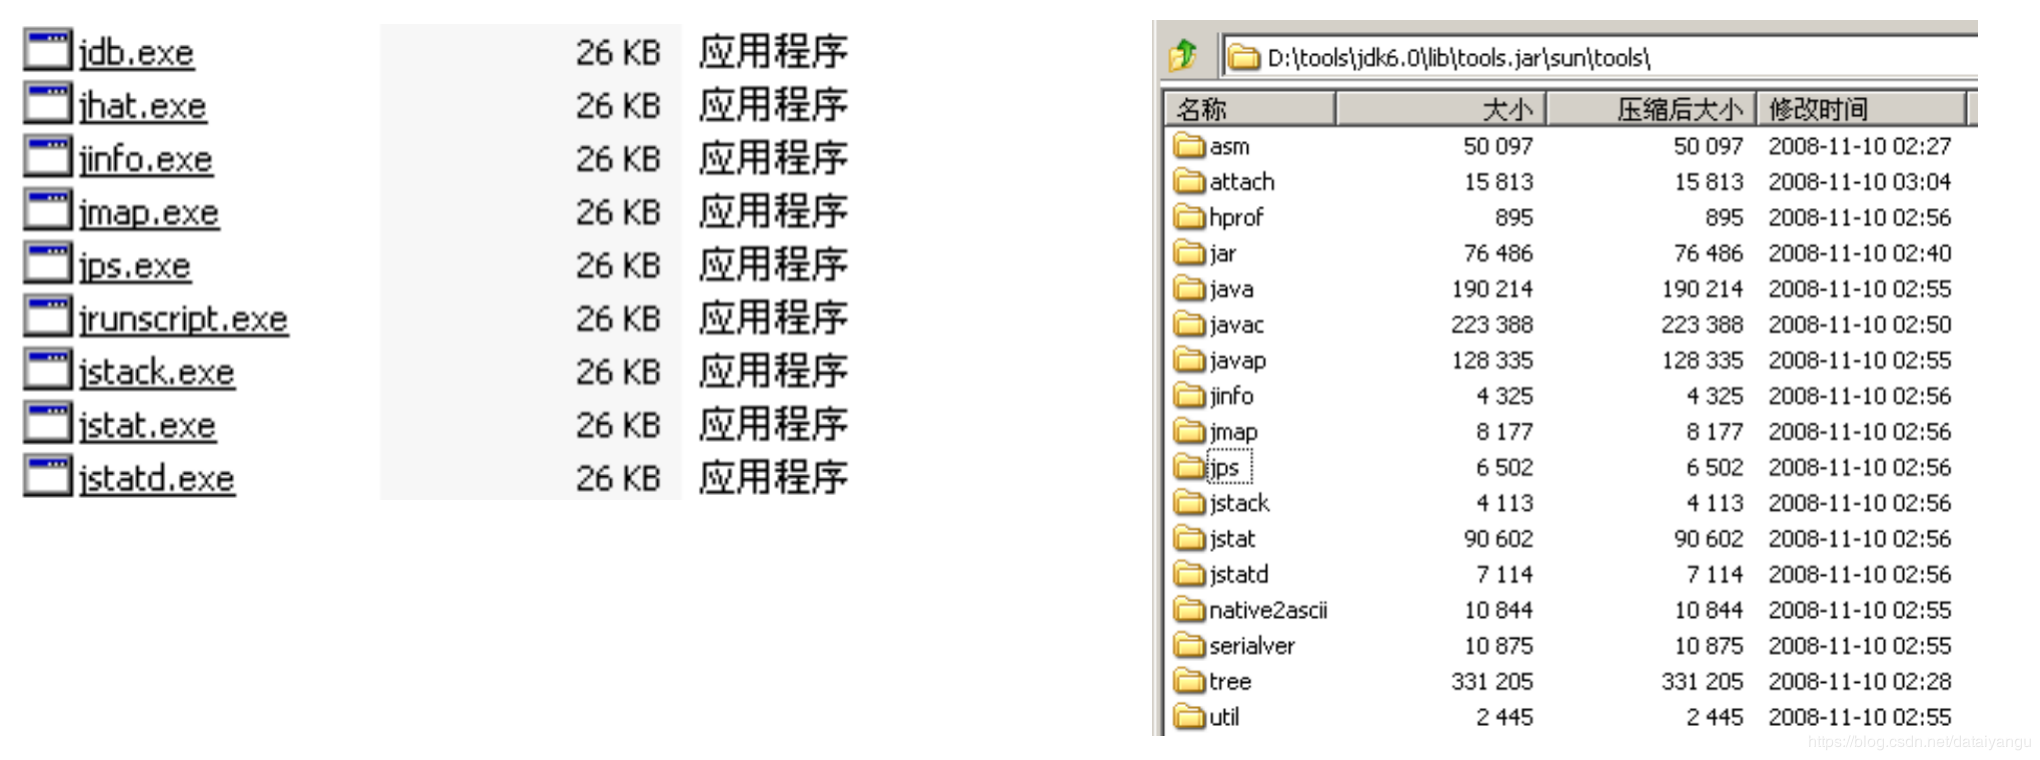 jdb.exe 26 KB 应用程序
jhat.exe 26 KB 应用程序
jinfo.exe 26 KB 应用程序
jmap.exe 26 KB 应用程序
jps.exe 26 KB 应用程序
jrunscript.exe 26 KB 应用程序
jstack.exe 26 KB 应用程序
jstat.exe 26 KB 应用程序
jstatd.exe 26 KB 应用程序
D:\tools\jdk6.0\lib\tools.jar\sun\tools\
名称 大小 压缩后大小 修改时间
asm 50 097 50 097 2008-11-10 02:27
attach 15 813 15 813 2008-11-10 03:04
hprof 895 895 2008-11-10 02:56
jar 76 486 76 486 2008-11-10 02:40
java 190 214 190 214 2008-11-10 02:55
javac 223 388 223 388 2008-11-10 02:50
javap 128 335 128 335 2008-11-10 02:55
jinfo 4 325 4 325 2008-11-10 02:56
jmap 8 177 8 177 2008-11-10 02:56
jps 6 502 6 502 2008-11-10 02:56
jstack 4 113 4 113 2008-11-10 02:56
jstat 90 602 90 602 2008-11-10 02:56
jstatd 7 114 7 114 2008-11-10 02:56
native2ascii 10 844 10 844 2008-11-10 02:55
serialver 10 875 10 875 2008-11-10 02:55
tree 331 205 331 205 2008-11-10 02:28
util 2 445 2 445 2008-11-10 02:55
https://blog.csdn.net/dataiyangu